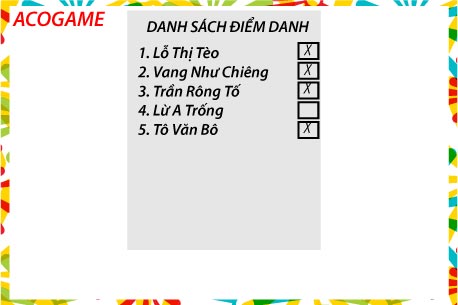 ACOGAME
DANH SÁCH ĐIỂM DANH
1. Lỗ Thị Tèo X
2. Vang Như Chiêng X
3. Trần Rông Tố X
4. Lừ A Trống
5. Tô Văn Bô X